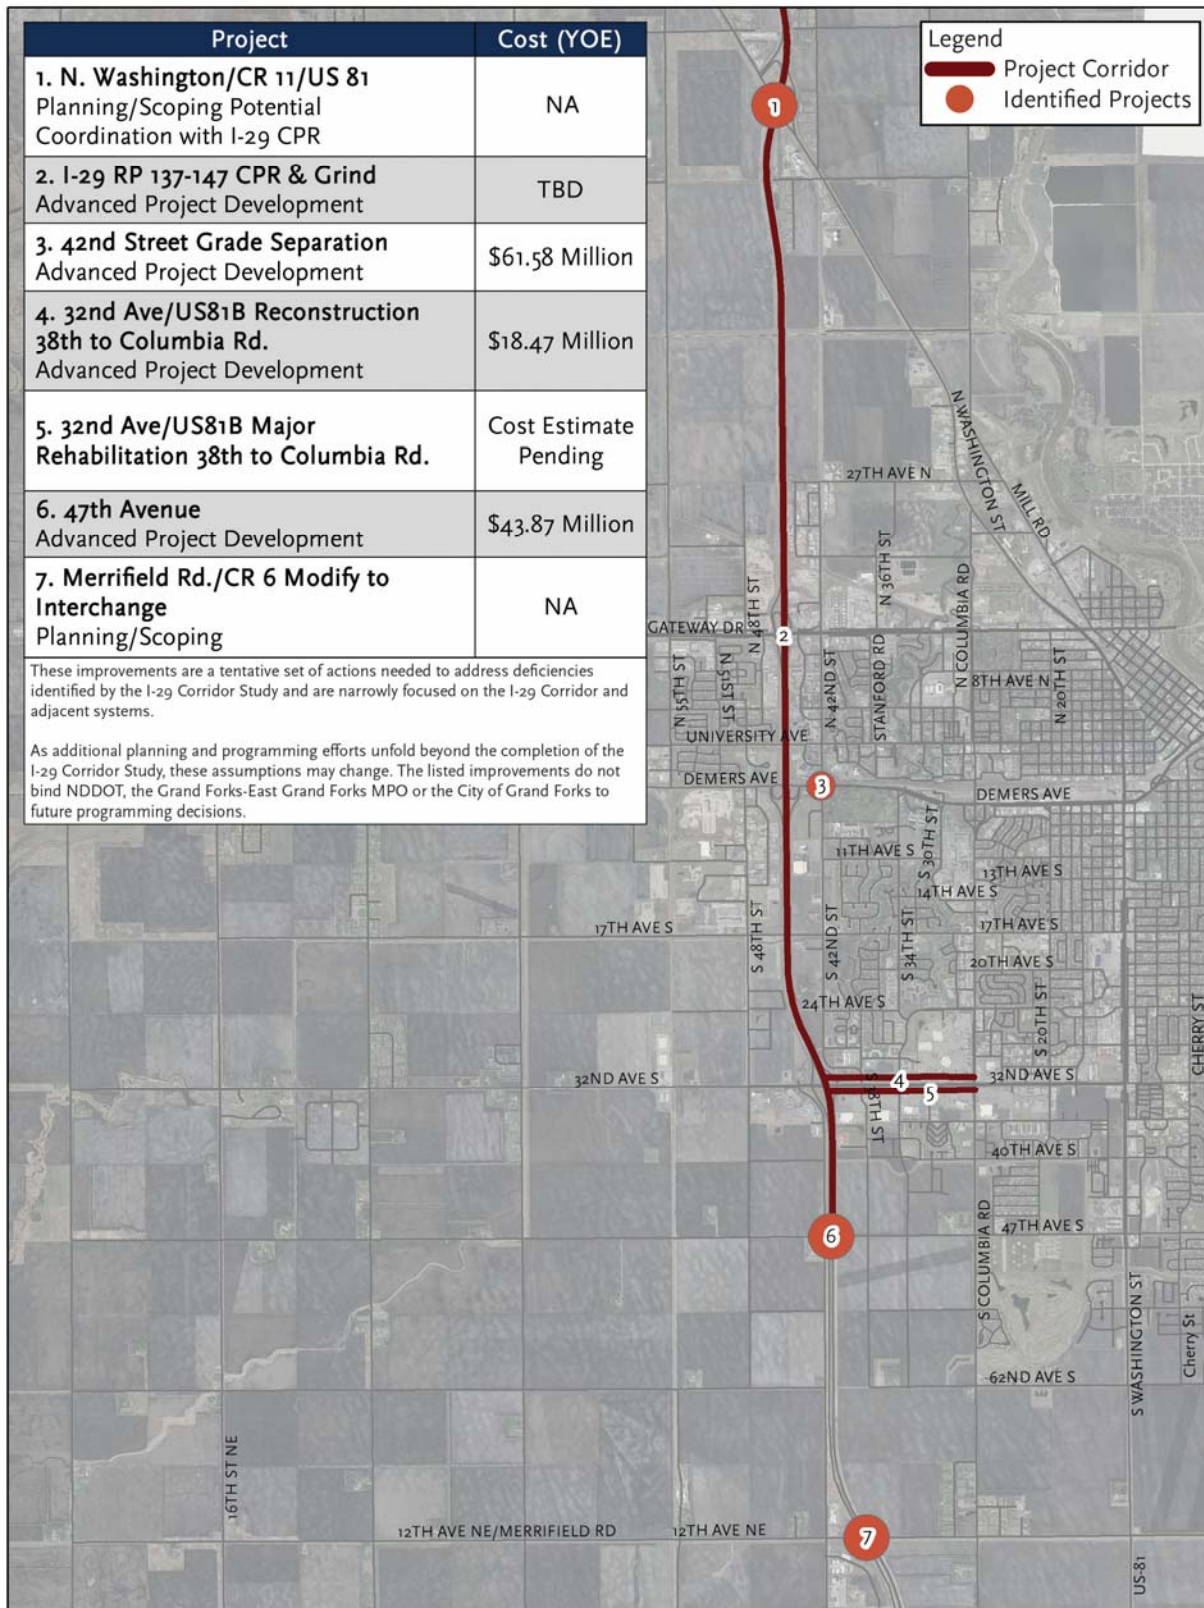 Project Cost (YOE)
1. N. Washington/CR 11/US 81
Planning/Scoping Potential
Coordination with I-29 CPR
NA
2. I-29 RP 137-147 CPR & Grind
Advanced Project Development
TBD
3. 42nd Street Grade Separation
Advanced Project Development
$61.58 Million
4. 32nd Ave/US81B Reconstruction
38th to Columbia Rd.
Advanced Project Development
$18.47 Million
5. 32nd Ave/US81B Major
Rehabilitation 38th to Columbia Rd.
Cost Estimate
Pending
6. 47th Avenue
Advanced Project Development
$43.87 Million
7. Merrifield Rd./CR 6 Modify to
Interchange
Planning/Scoping
NA
These improvements are a tentative set of actions needed to address deficiencies
identified by the I-29 Corridor Study and are narrowly focused on the I-29 Corridor and
adjacent systems.
As additional planning and programming efforts unfold beyond the completion of the
I-29 Corridor Study, these assumptions may change. The listed improvements do not
bind NDDOT, the Grand Forks-East Grand Forks MPO or the City of Grand Forks to
future programming decisions.
Legend
Project Corridor
Identified Projects
1
N WASHINGTON ST
MILL RD
27TH AVE N
N 36TH ST
N COLUMBIA RD
N 48TH ST
GATEWAY DR
2
N 55TH ST
N 51ST ST
N 42ND ST
STANFORD RD
8TH AVE N
N 20TH ST
UNIVERSITY AVE
DEMERS AVE
3
DEMERS AVE
11TH AVE S
S 30TH ST
13TH AVE S
14TH AVE S
17TH AVE S
S 48TH ST
S 42ND ST
S 34TH ST
17TH AVE S
20TH AVE S
24TH AVE S
S 20TH ST
CHERRY ST
32ND AVE S
4
32ND AVE S
5
S 38TH ST
40TH AVE S
6
S COLUMBIA RD
47TH AVE S
S WASHINGTON ST
Cherry St
62ND AVE S
16TH ST NE
12TH AVE NE/MERRIFIELD RD
12TH AVE NE
7
US-81